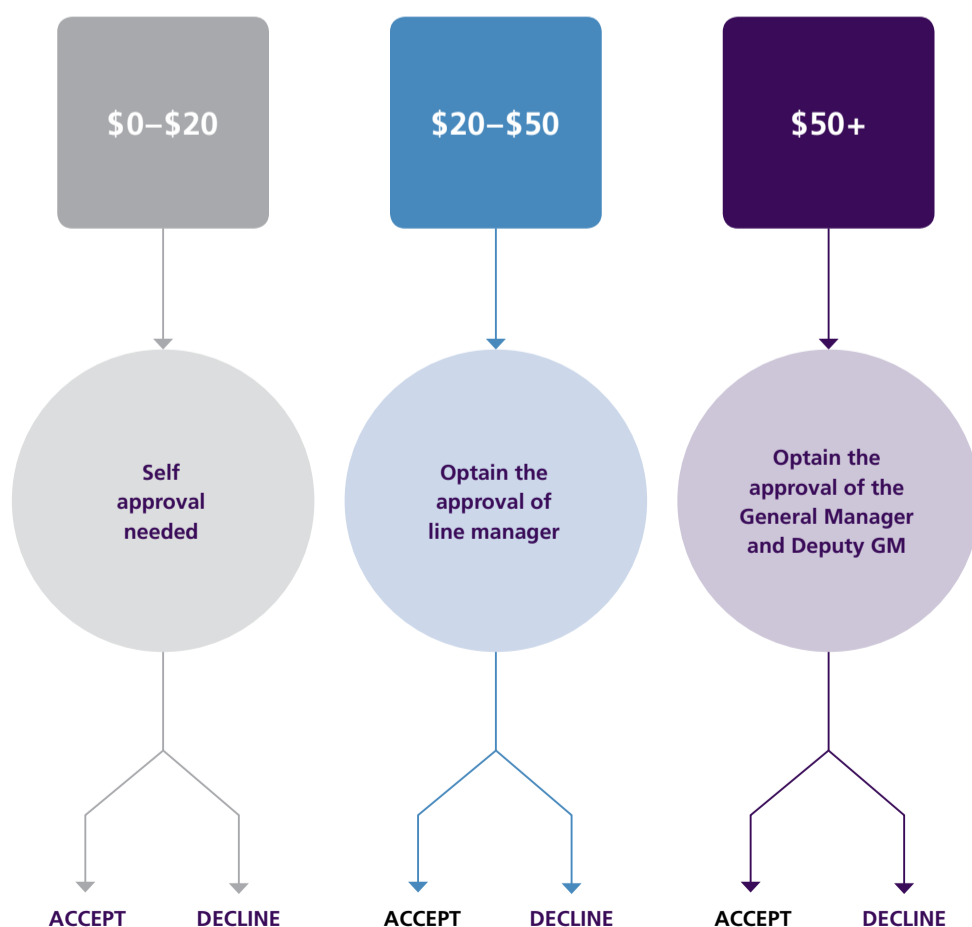 $0–$20
$20–$50
$50+
Self
approval
needed
Optain the
approval of
line manager
Optain the
approval of the
General Manager
and Deputy GM
ACCEPT
DECLINE
ACCEPT
DECLINE
ACCEPT
DECLINE